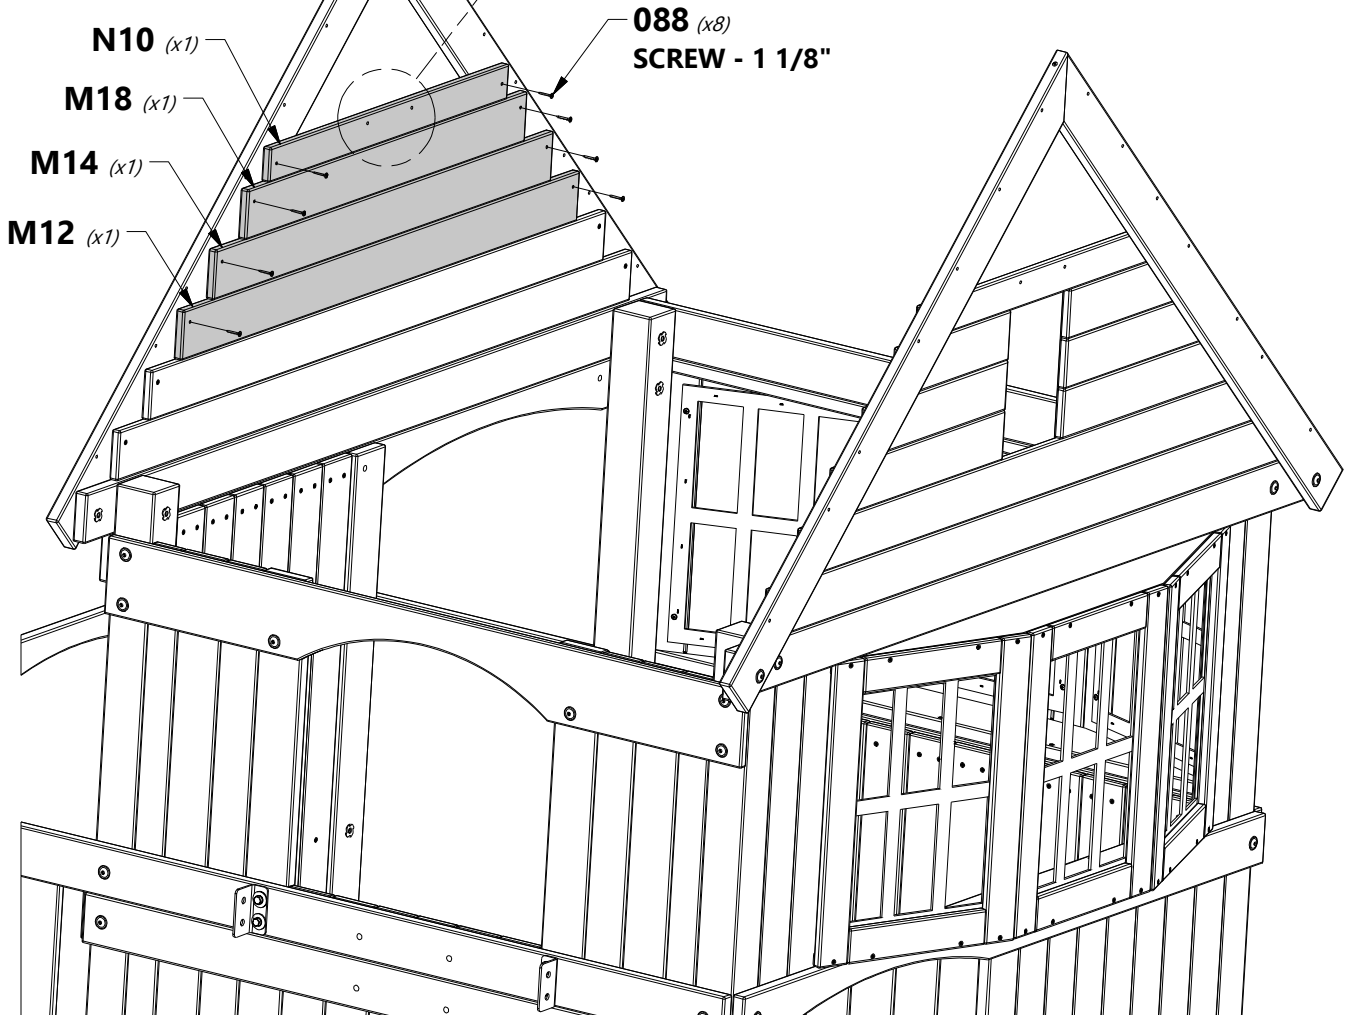 088 (x8)
SCREW - 1 1/8"
N10 (x1)
M18 (x1)
M14 (x1)
M12 (x1)